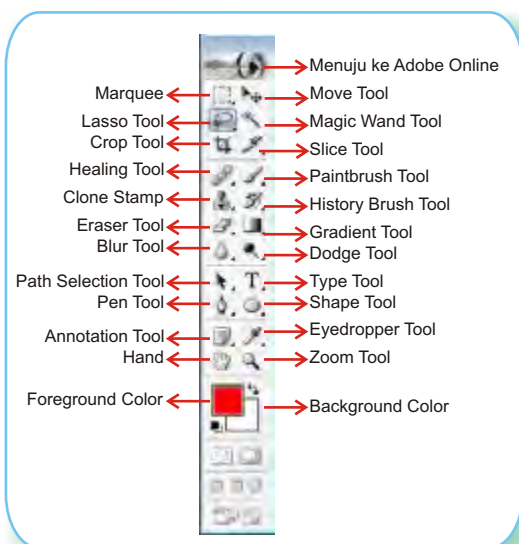 Menuju ke Adobe Online
Marquee
Move Tool
Lasso Tool
Magic Wand Tool
Crop Tool
Slice Tool
Healing Tool
Paintbrush Tool
Clone Stamp
History Brush Tool
Eraser Tool
Gradient Tool
Blur Tool
Dodge Tool
Path Selection Tool
Type Tool
Pen Tool
Shape Tool
Annotation Tool
Eyedropper Tool
Hand
Zoom Tool
Foreground Color
Background Color